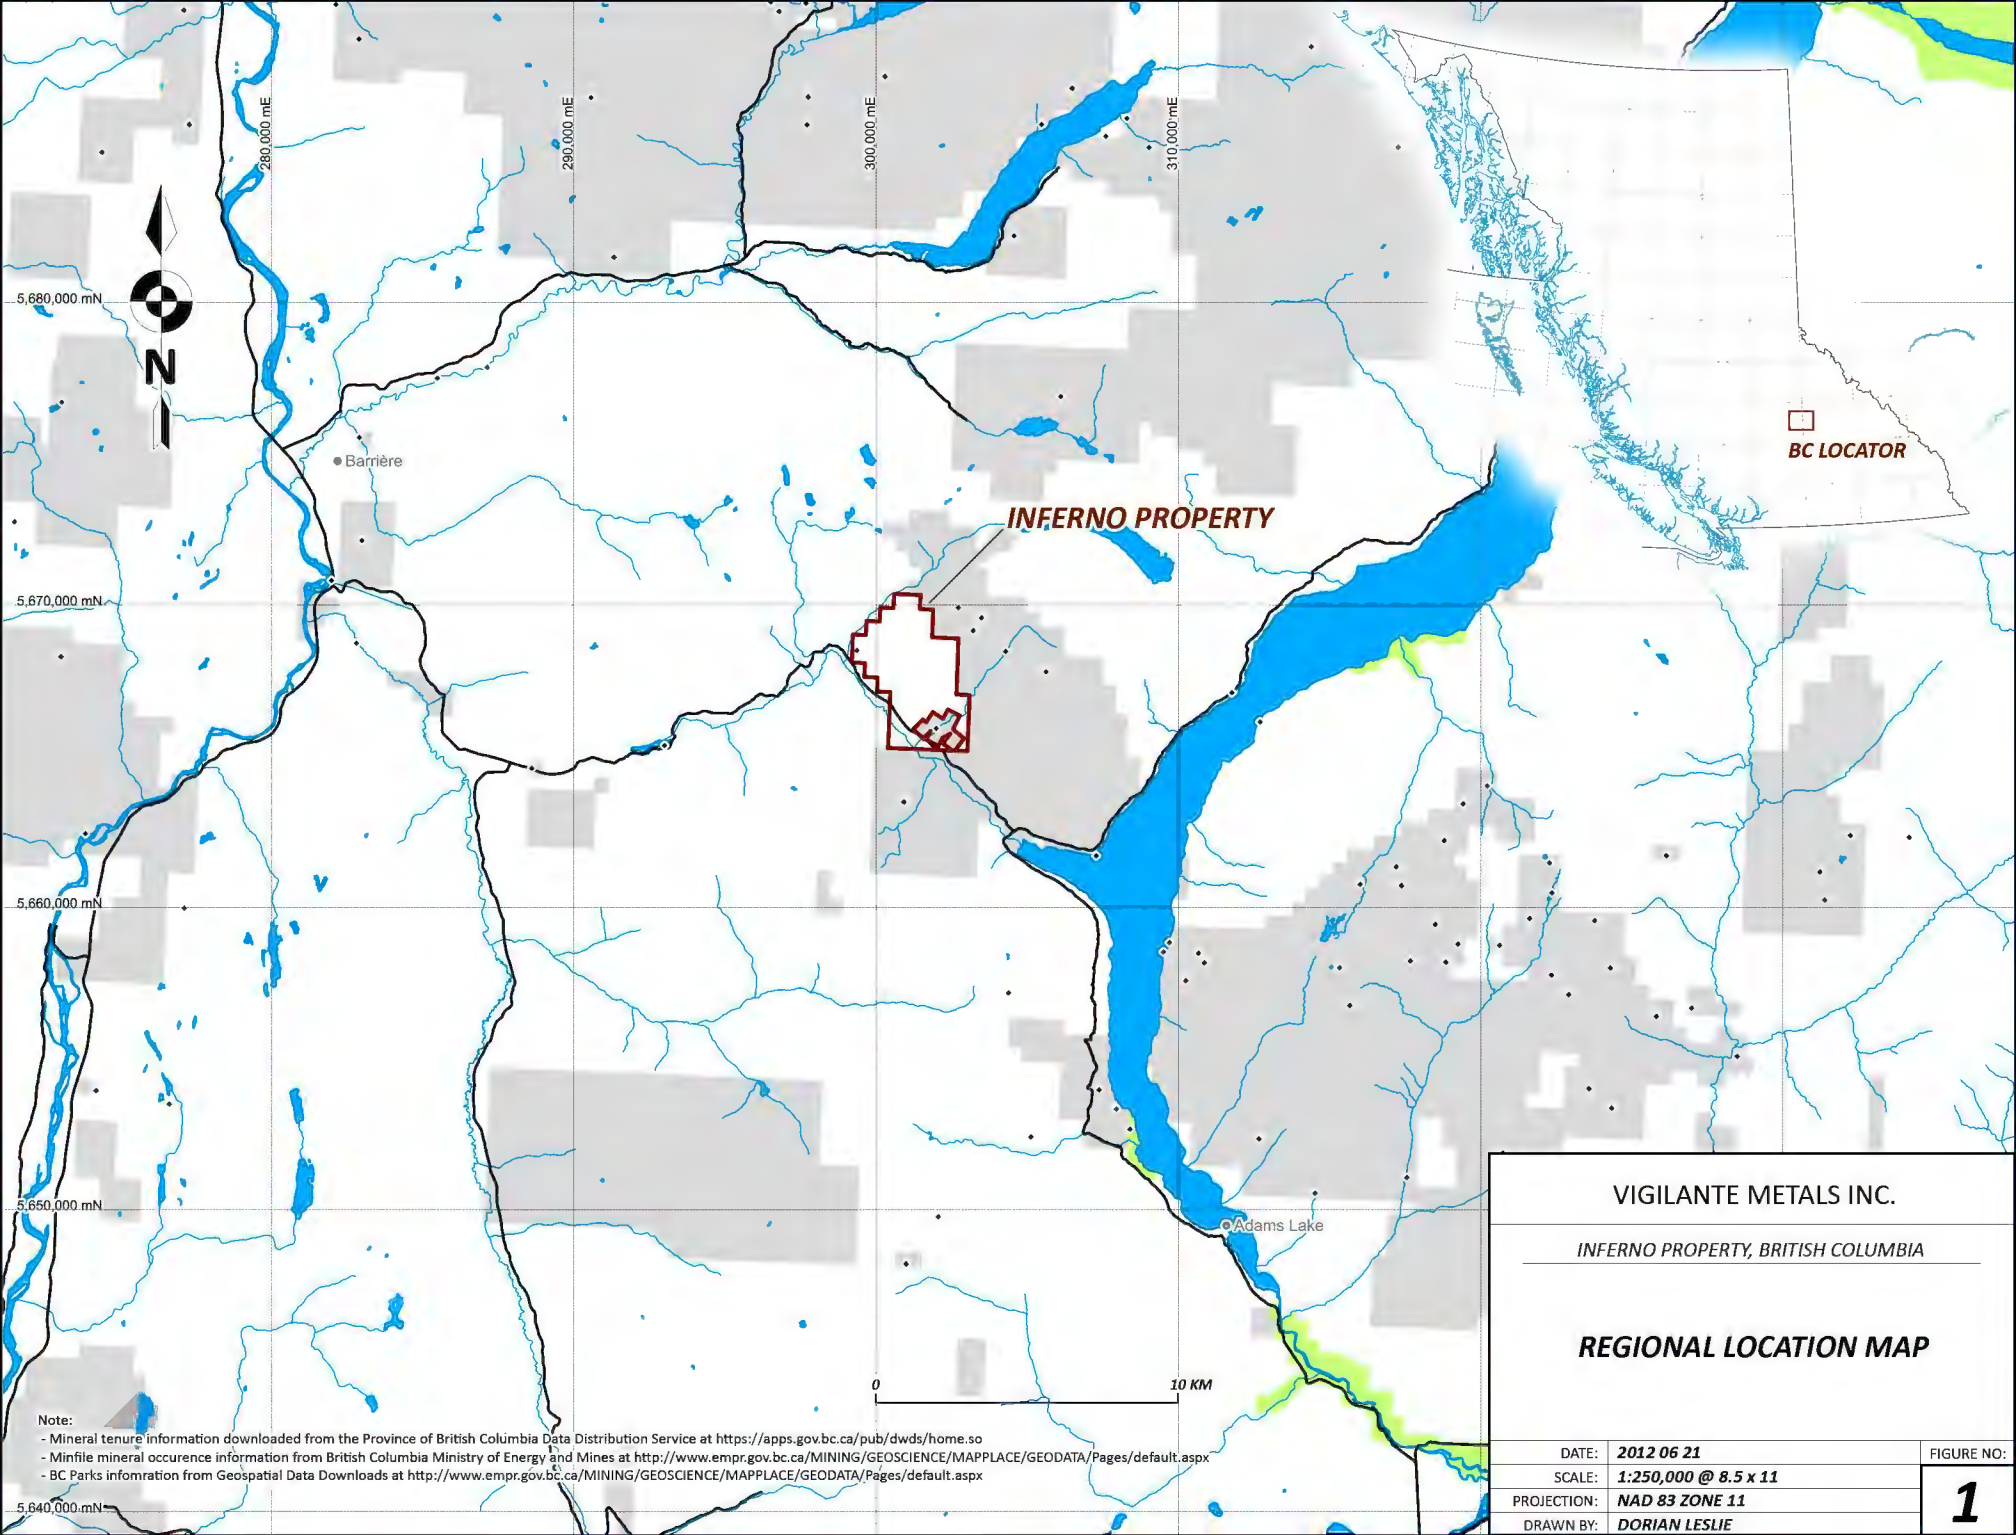 280,000 mE
290,000 mE
300,000 mE
310,000 mE
5,680,000 mN
N
Barrière
BC LOCATOR
INFERNO PROPERTY
5,670,000 mN
5,660,000 mN
5,650,000 mN
Adams Lake
0
10 KM
Note:
- Mineral tenure information downloaded from the Province of British Columbia Data Distribution Service at https://apps.gov.bc.ca/pub/dwds/home.so
- Minfile mineral occurence information from British Columbia Ministry of Energy and Mines at http://www.empr.gov.bc.ca/MINING/GEOSCIENCE/MAPPLACE/GEODATA/Pages/default.aspx
- BC Parks infomration from Geospatial Data Downloads at http://www.empr.gov.bc.ca/MINING/GEOSCIENCE/MAPPLACE/GEODATA/Pages/default.aspx
5,640,000 mN
VIGILANTE METALS INC.
INFERNO PROPERTY, BRITISH COLUMBIA
REGIONAL LOCATION MAP
DATE: 2012 06 21
SCALE: 1:250,000 @ 8.5 x 11
PROJECTION: NAD 83 ZONE 11
DRAWN BY: DORIAN LESLIE
FIGURE NO:
1